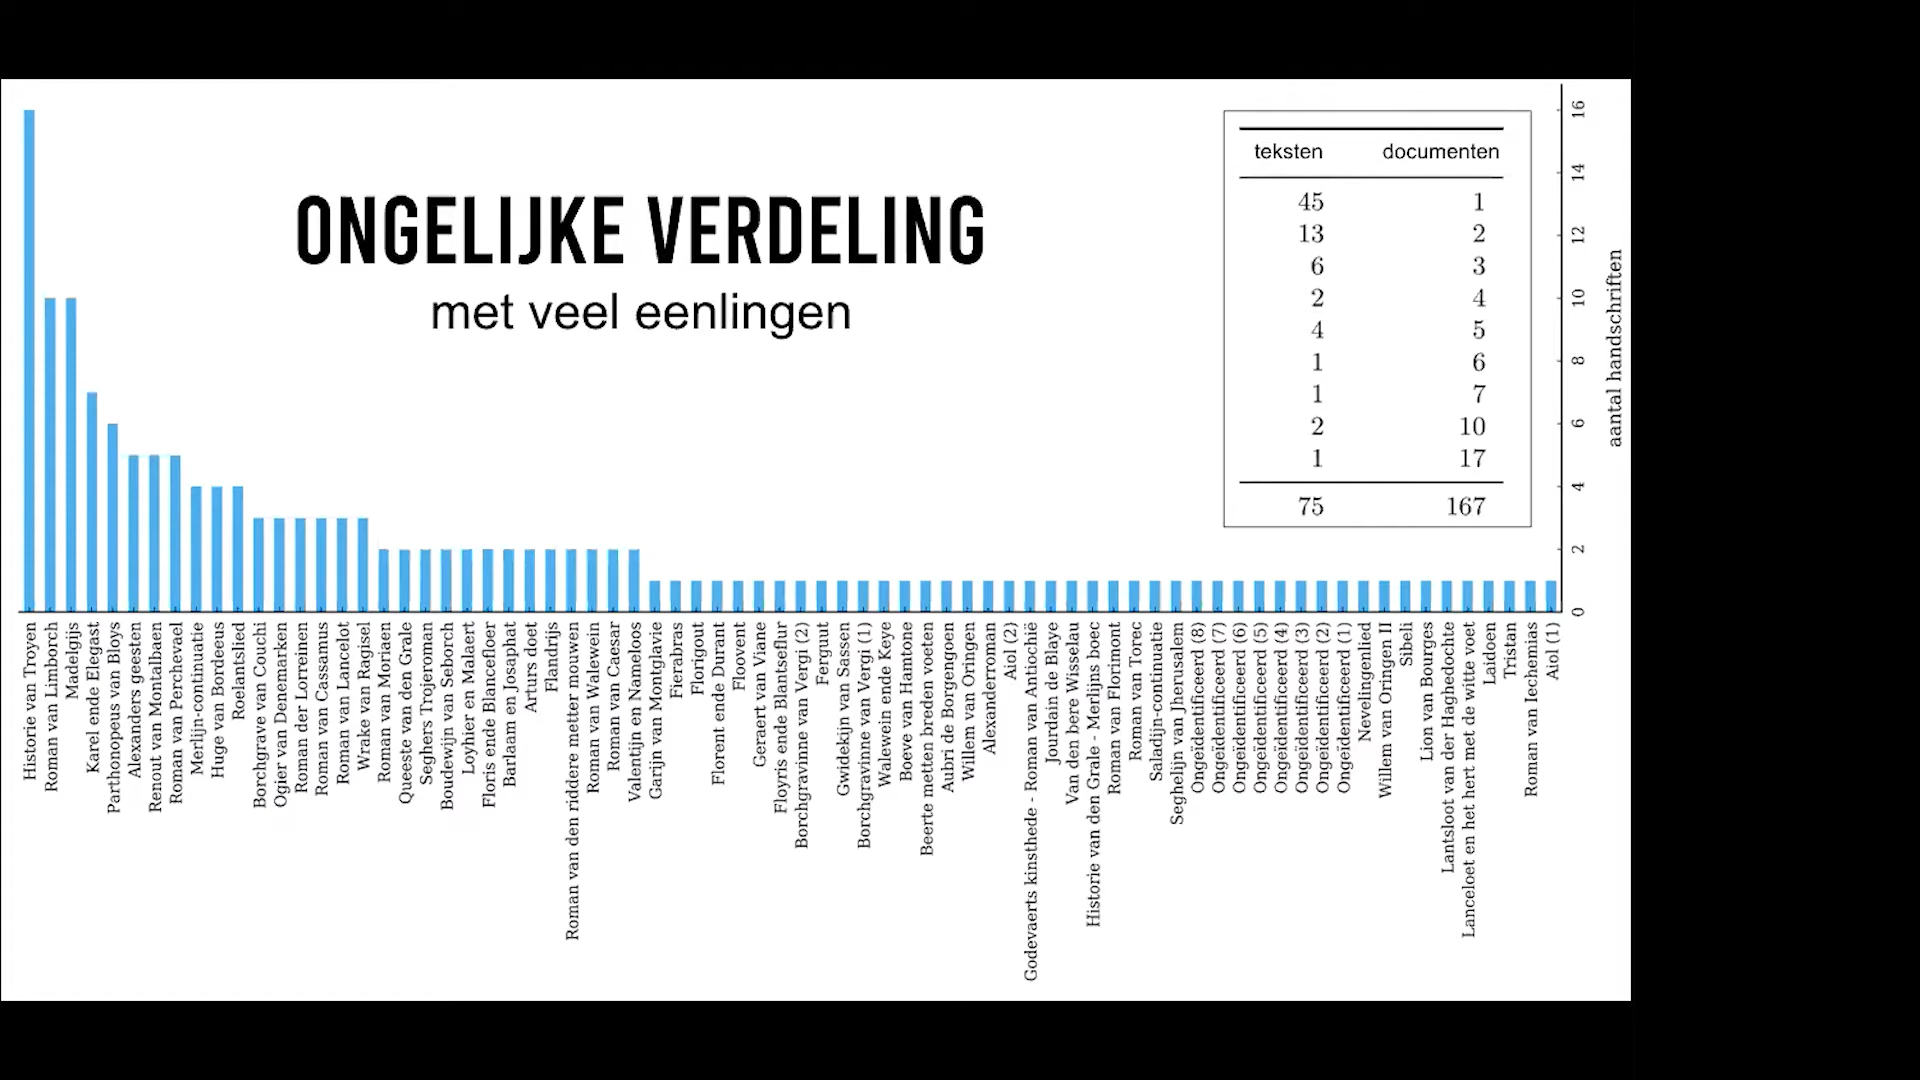 ONGELIJKE VERDELING
met veel eenlingen
teksten documenten
45 1
13 2
6 3
2 4
4 5
1 6
1 7
2 10
1 17
75 167
16
14
12
10
8
6
4
2
0
aantal handschriften
Historie van Troyen
Roman van Limborch
Madelgijs
Karel ende Elegast
Parthonopeus van Bloys
Alexanders geesten
Renout van Montalbaen
Roman van Perchevael
Merlijn-continuatie
Huge van Bordeeus
Roelantslied
Borchgrave van Couchi
Ogier van Denemarken
Roman der Lorreinen
Roman van Cassamus
Roman van Lancelot
Wrake van Ragisel
Roman van Moriaen
Queeste van den Grale
Seghers Trojeroman
Boudewijn van Seborch
Loyhier en Malaert
Floris ende Blancefloer
Barlaam en Josaphat
Arturs doet
Flandrijs
Roman van den riddere metter mouwen
Roman van Walewein
Roman van Caesar
Valentijn en Nameloos
Garijn van Montglavie
Fierabras
Florigout
Florent ende Durant
Floovent
Geraert van Viane
Floyris ende Blantseflur
Borchgravinne van Vergi (2)
Ferguut
Gwidekijn van Sassen
Borchgravinne van Vergi (1)
Walewein ende Keye
Boeve van Hamtone
Beerte metten breden voeten
Aubri de Borgengoen
Willem van Oringen
Alexanderroman
Aiol (2)
Godevaerts kinsthede - Roman van Antiochië
Jourdain de Blaye
Van den bere Wisselau
Historie van den Grale - Merlijns boec
Roman van Florimont
Roman van Torec
Saladijn-continuatie
Seghelijn van Jherusalem
Ongeïdentificeerd (8)
Ongeïdentificeerd (7)
Ongeïdentificeerd (6)
Ongeïdentificeerd (5)
Ongeïdentificeerd (4)
Ongeïdentificeerd (3)
Ongeïdentificeerd (2)
Ongeïdentificeerd (1)
Nevelingenlied
Willem van Oringen II
Sibeli
Lion van Bourges
Lantsloot van der Haghedochte
Lanceloet en het hert met de witte voet
Laidoen
Tristan
Roman van Iechemias
Aiol (1)